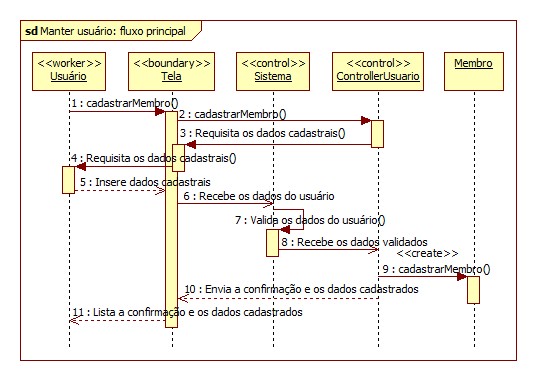 sd Manter usuário: fluxo principal
<<worker>>
Usuário
<<boundary>>
Tela
<<control>>
Sistema
<<control>>
ControllerUsuario
Membro
1 : cadastrarMembro()
2 : cadastrarMembro()
3 : Requisita os dados cadastrais()
4 : Requisita os dados cadastrais()
5 : Insere dados cadastrais
6 : Recebe os dados do usuário
7 : Valida os dados do usuário()
8 : Recebe os dados validados
<<create>>
9 : cadastrarMembro()
10 : Envia a confirmação e os dados cadastrados
11 : Lista a confirmação e os dados cadastrados